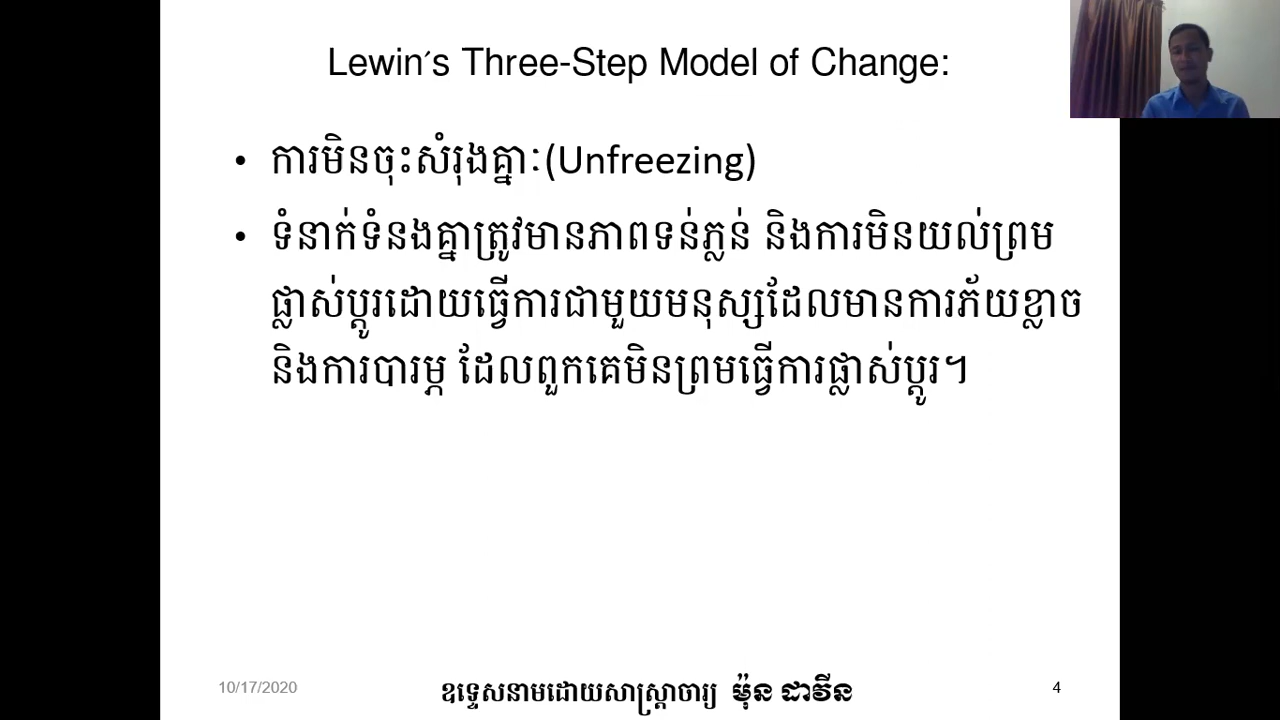 Lewin′s Three-Step Model of Change:
• ការមិនចុះសំរុងគ្នាៈ(Unfreezing)
• ទំនាក់ទំនងគ្នាត្រូវមានភាពទន់ភ្លន់ និងការមិនយល់ព្រម
ផ្លាស់ប្តូរដោយធ្វើការជាមួយមនុស្សដែលមានការភ័យខ្លាច
និងការបារម្ភ ដែលពួកគេមិនព្រមធ្វើការផ្លាស់ប្តូរ។
10/17/2020
ឧទ្ទេសនាមដោយសាស្ត្រាចារ្យ ម៉ុន ដាវីន
4